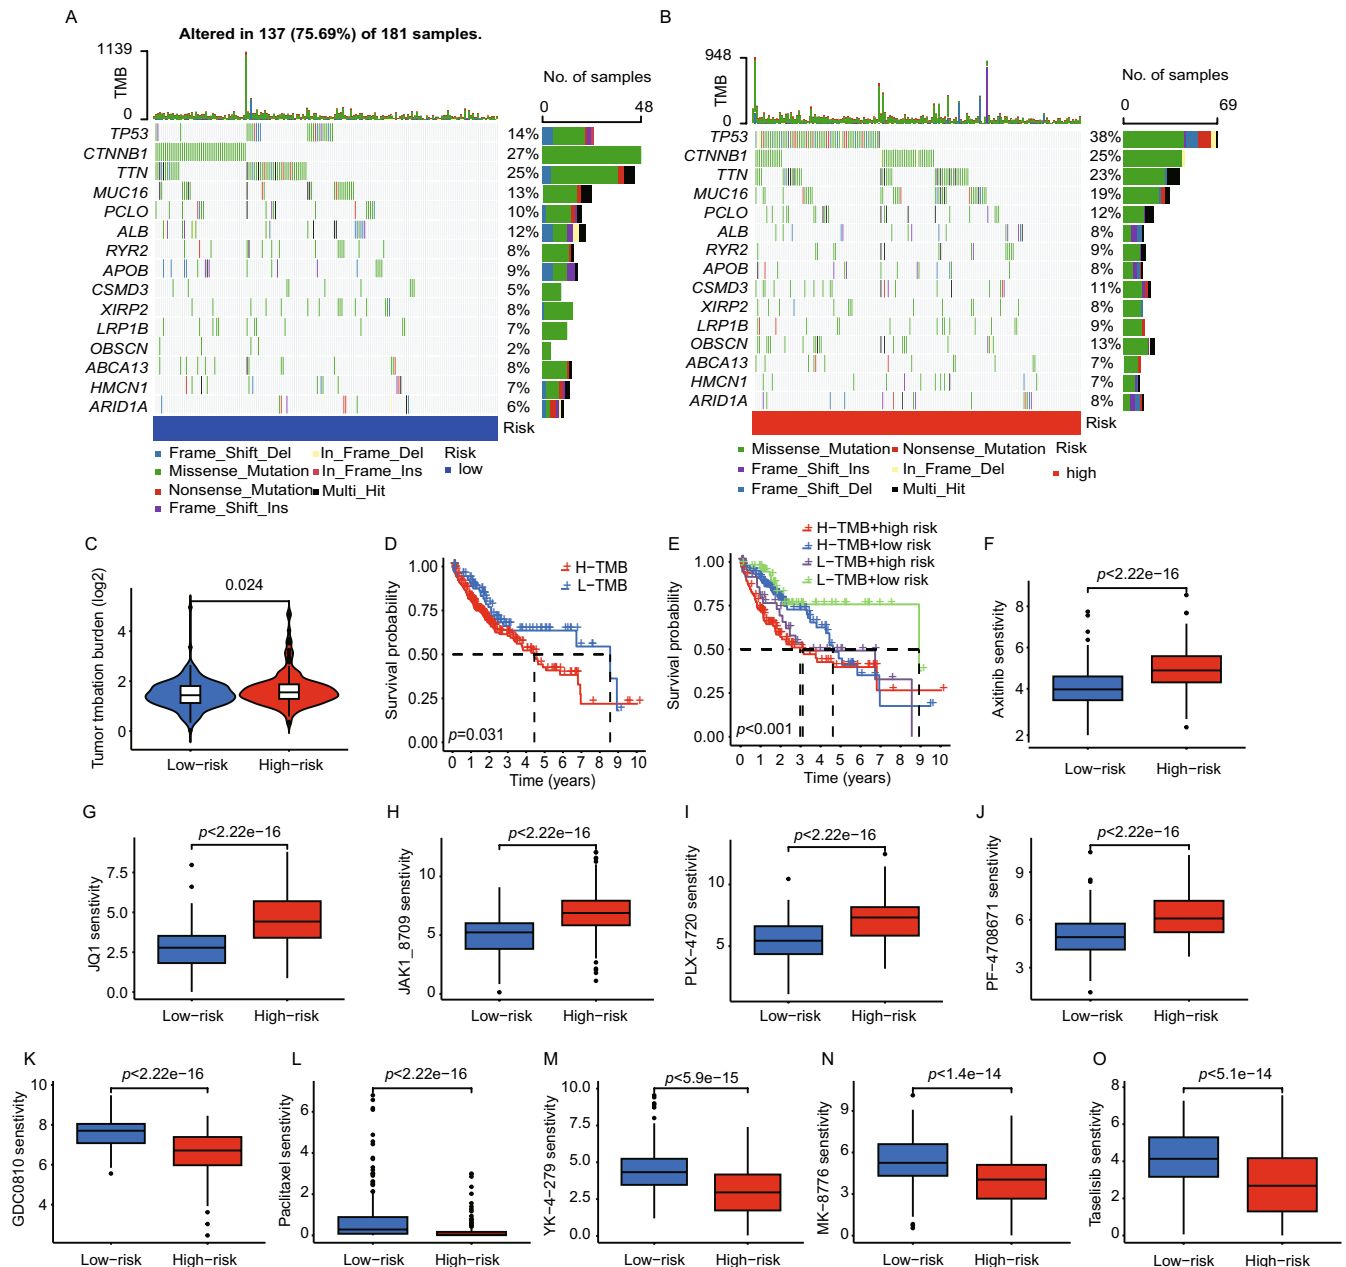 A
Altered in 137 (75.69%) of 181 samples.
1139
TMB
0
No. of samples
0 48
TP53 14%
CTNNB1 27%
TTN 25%
MUC16 13%
PCLO 10%
ALB 12%
RYR2 8%
APOB 9%
CSMD3 5%
XIRP2 8%
LRP1B 7%
OBSCN 2%
ABCA13 8%
HMCN1 7%
ARID1A 6%
Risk
Frame_Shift_Del In_Frame_Del Risk
Missense_Mutation In_Frame_Ins low
Nonsense_Mutation Multi_Hit
Frame_Shift_Ins
B
948
TMB
0
No. of samples
0 69
TP53 38%
CTNNB1 25%
TTN 23%
MUC16 19%
PCLO 12%
ALB 8%
RYR2 9%
APOB 8%
CSMD3 11%
XIRP2 8%
LRP1B 9%
OBSCN 13%
ABCA13 7%
HMCN1 7%
ARID1A 8%
Risk
Missense_Mutation Nonsense_Mutation Risk
Frame_Shift_Ins In_Frame_Del high
Frame_Shift_Del Multi_Hit
C
Tumor tmbation burden (log2)
0.024
4
2
0
Low−risk High−risk
D
H−TMB
L−TMB
Survival probability
1.00
0.75
0.50
0.25
0.00
p=0.031
0 1 2 3 4 5 6 7 8 9 10
Time (years)
E
H−TMB+high risk
H−TMB+low risk
L−TMB+high risk
L−TMB+low risk
Survival probability
1.00
0.75
0.50
0.25
0.00
p<0.001
0 1 2 3 4 5 6 7 8 9 10
Time (years)
F
p<2.22e−16
Axitinib senstivity
8
6
4
2
Low−risk High−risk
G
p<2.22e−16
JQ1 senstivity
7.5
5.0
2.5
0.0
Low−risk High−risk
H
p<2.22e−16
JAK1_8709 senstivity
10
5
0
Low−risk High−risk
I
p<2.22e−16
PLX−4720 senstivity
10
5
Low−risk High−risk
J
p<2.22e−16
PF−4708671 senstivity
9
6
3
Low−risk High−risk
K
p<2.22e−16
GDC0810 senstivity
10
8
6
4
Low−risk High−risk
L
p<2.22e−16
Paclitaxel senstivity
6
4
2
0
Low−risk High−risk
M
p<5.9e−15
YK−4−279 senstivity
10.0
7.5
5.0
2.5
0.0
Low−risk High−risk
N
p<1.4e−14
MK−8776 senstivity
9
6
3
0
Low−risk High−risk
O
p<5.1e−14
Taselisib senstivity
8
6
4
2
0
Low−risk High−risk